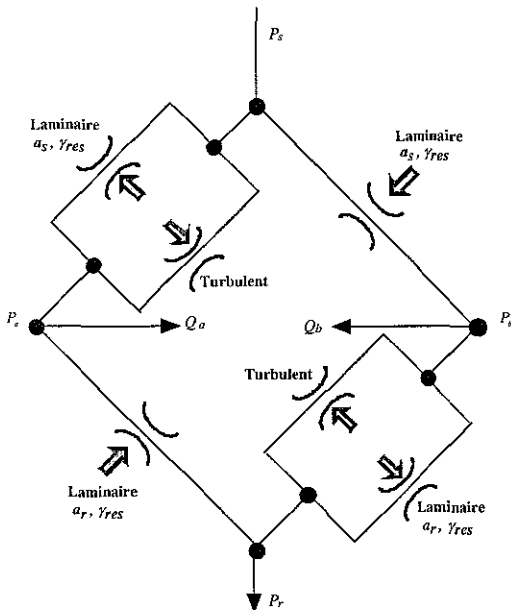 P_s
Laminaire
a_s, γ_res
Laminaire
a_s, γ_res
Turbulent
P_a
Q_a
Q_b
P_b
Turbulent
Laminaire
a_r, γ_res
Laminaire
a_r, γ_res
P_r